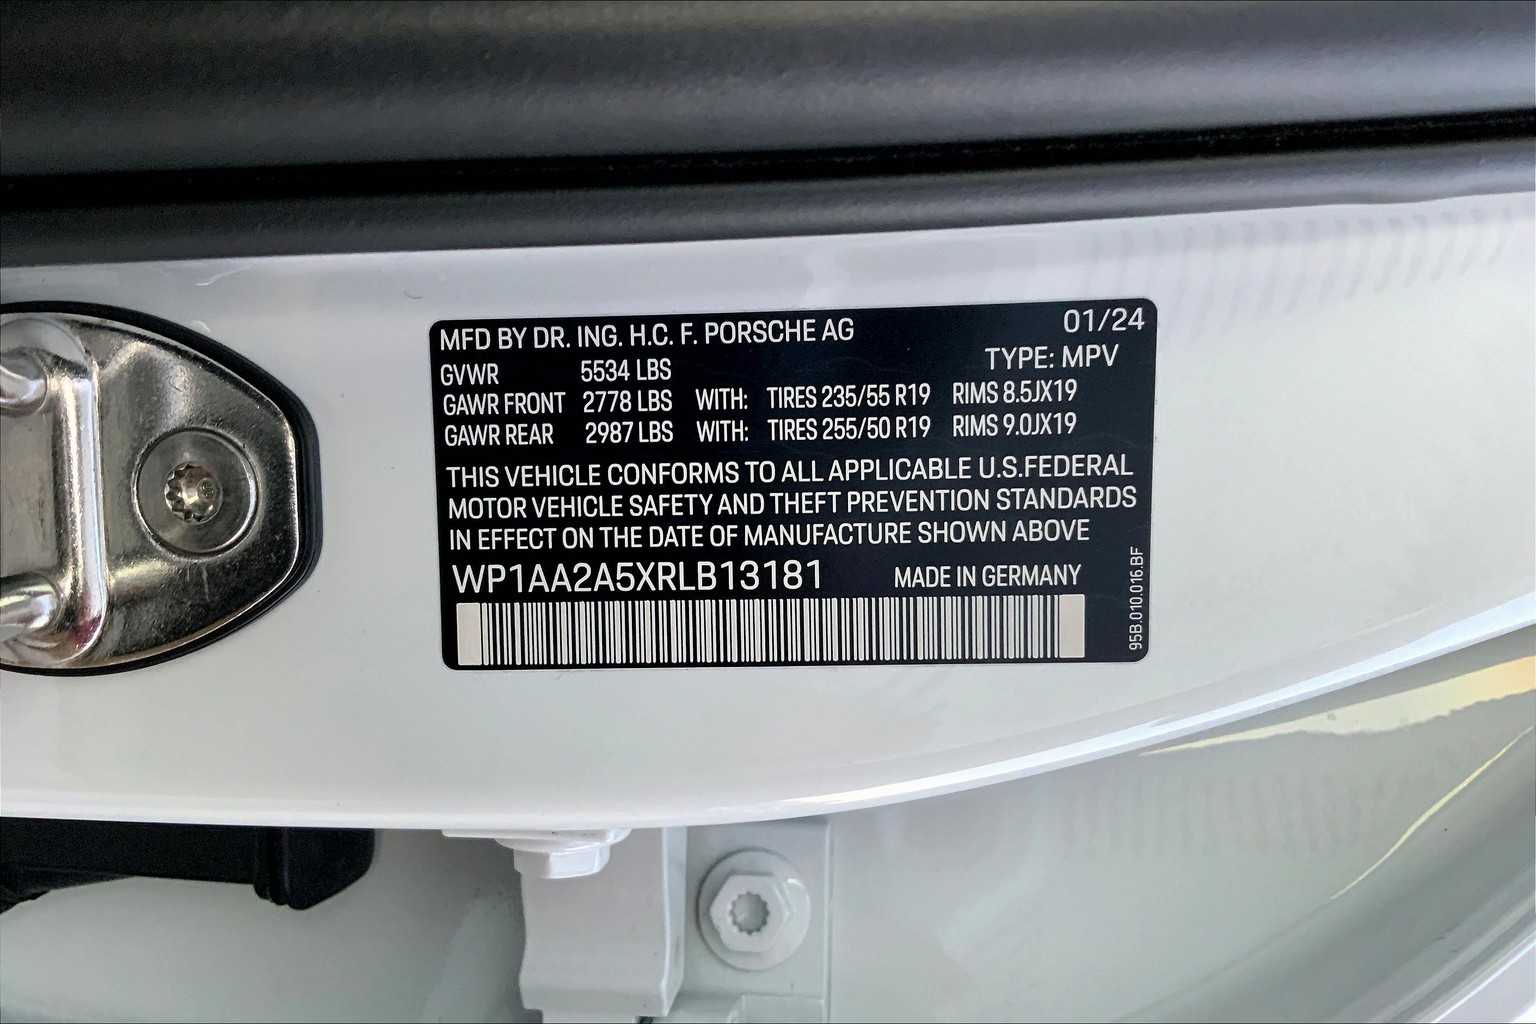 MFD BY DR. ING. H.C. F. PORSCHE AG 01/24
GVWR 5534 LBS TYPE: MPV
GAWR FRONT 2778 LBS WITH: TIRES 235/55 R19 RIMS 8.5JX19
GAWR REAR 2987 LBS WITH: TIRES 255/50 R19 RIMS 9.0JX19
THIS VEHICLE CONFORMS TO ALL APPLICABLE U.S.FEDERAL
MOTOR VEHICLE SAFETY AND THEFT PREVENTION STANDARDS
IN EFFECT ON THE DATE OF MANUFACTURE SHOWN ABOVE
WP1AA2A5XRLB13181 MADE IN GERMANY
95B.010.016.BF